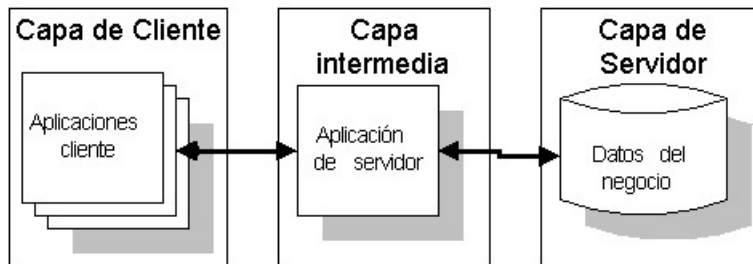 Capa de Cliente
Aplicaciones
cliente
Capa
intermedia
Aplicación
de servidor
Capa de
Servidor
Datos del
negocio